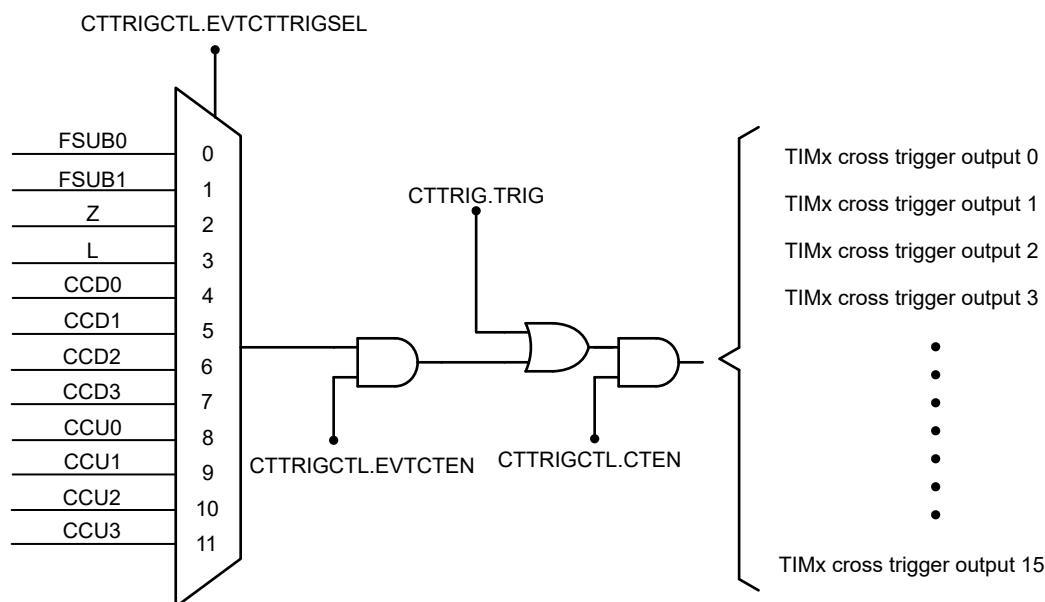 CTTRIGCTL.EVTCTTRIGSEL
FSUB0
0
FSUB1
1
Z
2
L
3
CCD0
4
CCD1
5
CCD2
6
CCD3
7
CCU0
8
CCU1
9
CCU2
10
CCU3
11
CTTRIG.TRIG
CTTRIGCTL.EVTCTEN
CTTRIGCTL.CTEN
TIMx cross trigger output 0
TIMx cross trigger output 1
TIMx cross trigger output 2
TIMx cross trigger output 3
TIMx cross trigger output 15